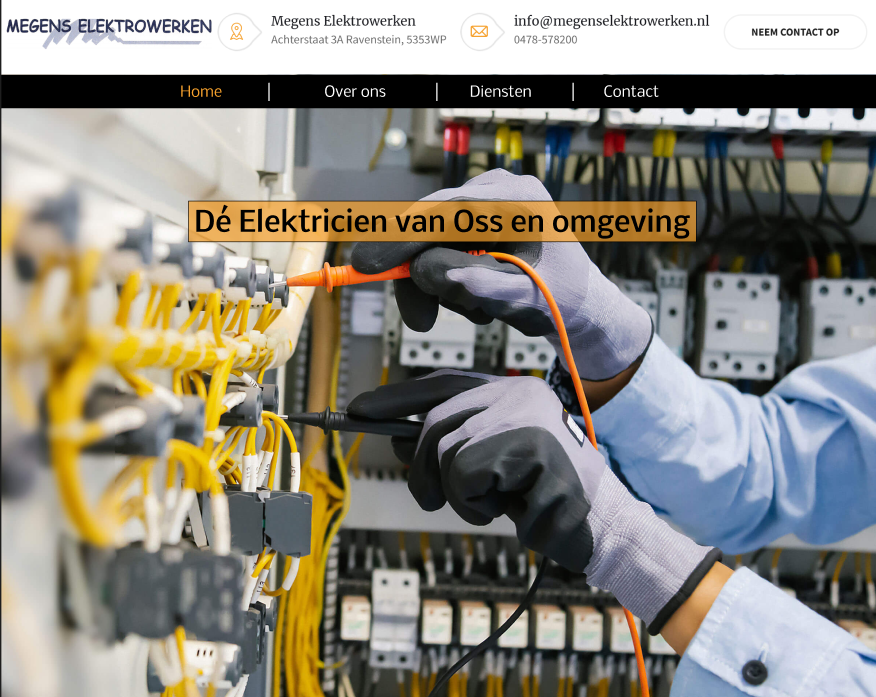 MEGENS ELEKTROWERKEN
Megens Elektrowerken
Achterstaat 3A Ravenstein, 5353WP
info@megenselektrowerken.nl
0478-578200
NEEM CONTACT OP
Home
Over ons
Diensten
Contact
Dé Elektricien van Oss en omgeving